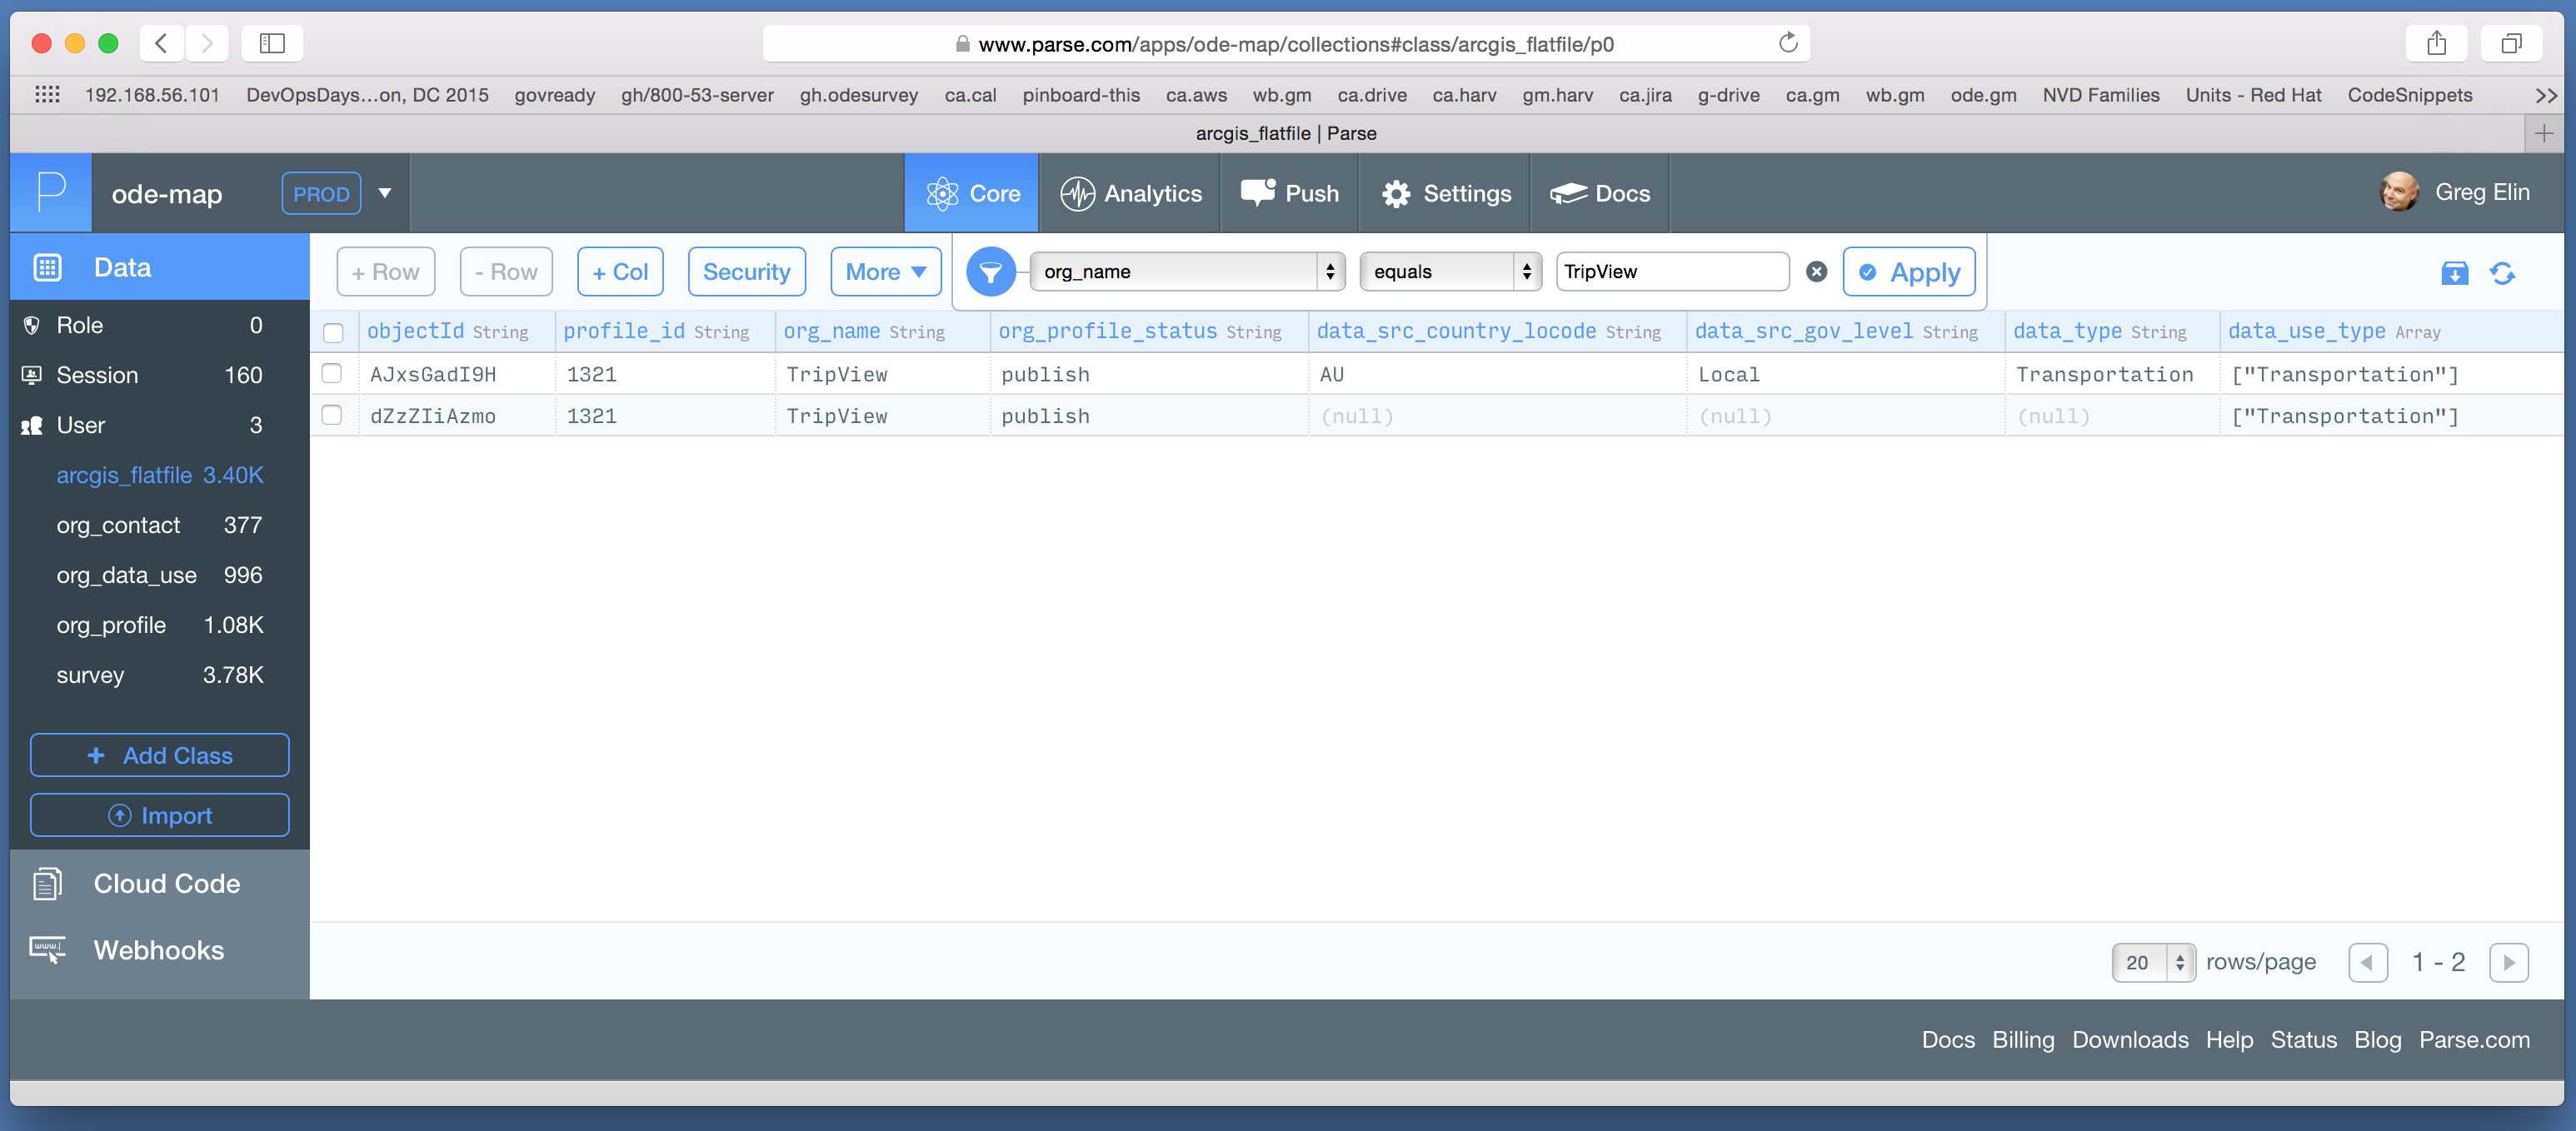 www.parse.com/apps/ode-map/collections#class/arcgis_flatfile/p0
192.168.56.101 DevOpsDays…on, DC 2015 govready gh/800-53-server gh.odesurvey ca.cal pinboard-this ca.aws wb.gm ca.drive ca.harv gm.harv ca.jira g-drive ca.gm wb.gm ode.gm NVD Families Units - Red Hat CodeSnippets >>
arcgis_flatfile | Parse
P ode-map PROD Core Analytics Push Settings Docs Greg Elin
Data + Row - Row + Col Security More org_name equals TripView Apply
objectId String profile_id String org_name String org_profile_status String data_src_country_locode String data_src_gov_level String data_type String data_use_type Array
AJxsGadI9H 1321 TripView publish AU Local Transportation ["Transportation"]
dZzZIiAzmo 1321 TripView publish (null) (null) (null) ["Transportation"]
Role 0
Session 160
User 3
arcgis_flatfile 3.40K
org_contact 377
org_data_use 996
org_profile 1.08K
survey 3.78K
+ Add Class
Import
Cloud Code
www.
Webhooks
20 rows/page 1 - 2
Docs Billing Downloads Help Status Blog Parse.com